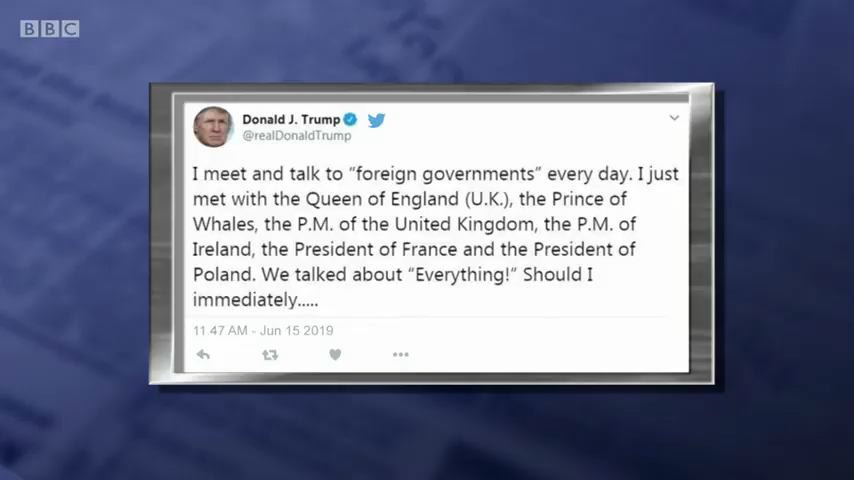 BBC
Donald J. Trump
@realDonaldTrump
I meet and talk to “foreign governments” every day. I just
met with the Queen of England (U.K.), the Prince of
Whales, the P.M. of the United Kingdom, the P.M. of
Ireland, the President of France and the President of
Poland. We talked about “Everything!” Should I
immediately.....
11:47 AM - Jun 15 2019